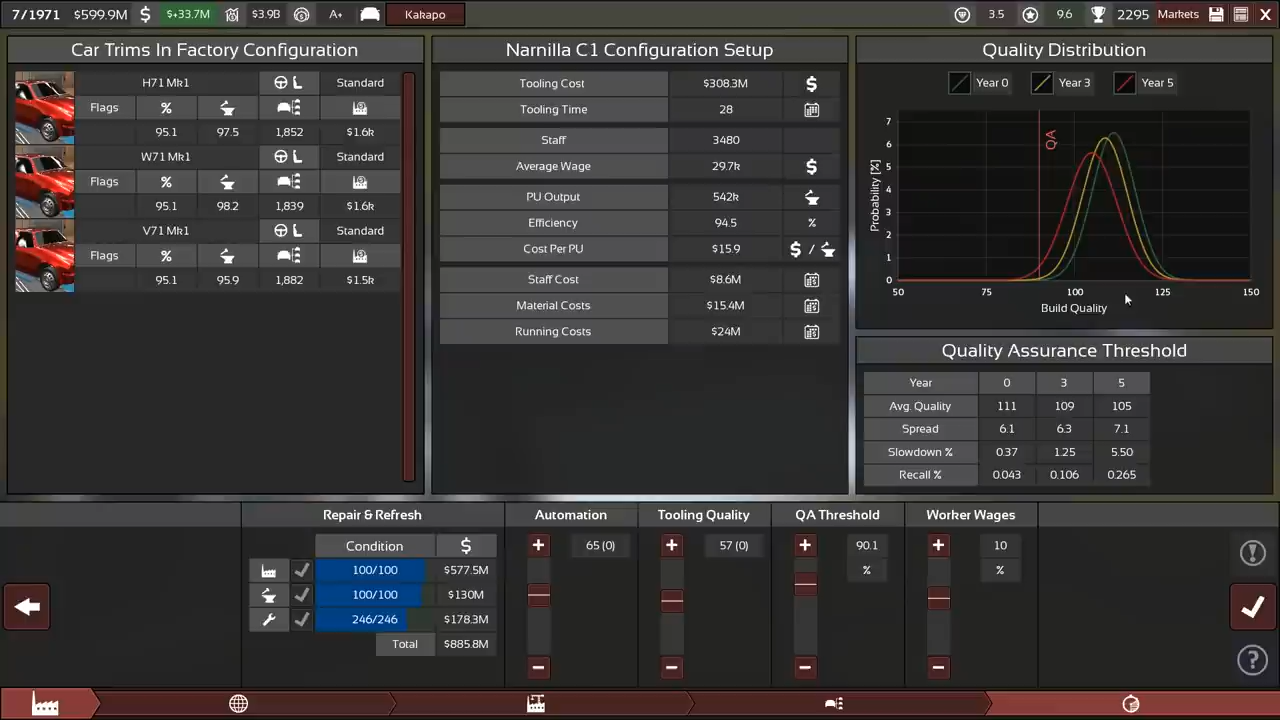 7/1971 $599.9M $ $+33.7M $3.9B A+ Kakapo 3.5 9.6 2295 Markets
Car Trims In Factory Configuration
H71 Mk1 Standard
Flags %
95.1 97.5 1,852 $1.6k
W71 Mk1 Standard
Flags %
95.1 98.2 1,839 $1.6k
V71 Mk1 Standard
Flags %
95.1 95.9 1,882 $1.5k
Narnilla C1 Configuration Setup
Tooling Cost $308.3M $
Tooling Time 28
Staff 3480
Average Wage 29.7k $
PU Output 542k
Efficiency 94.5 %
Cost Per PU $15.9 $ /
Staff Cost $8.6M
Material Costs $15.4M
Running Costs $24M
Quality Distribution
Year 0 Year 3 Year 5
Probability [%]
7
6
5
4
3
2
1
0
QA
50 75 100 125 150
Build Quality
Quality Assurance Threshold
Year 0 3 5
Avg. Quality 111 109 105
Spread 6.1 6.3 7.1
Slowdown % 0.37 1.25 5.50
Recall % 0.043 0.106 0.265
Repair & Refresh
Condition $
100/100 $577.5M
100/100 $130M
246/246 $178.3M
Total $885.8M
Automation
+ 65 (0)
−
Tooling Quality
+ 57 (0)
−
QA Threshold
+ 90.1
%
−
Worker Wages
+ 10
%
−